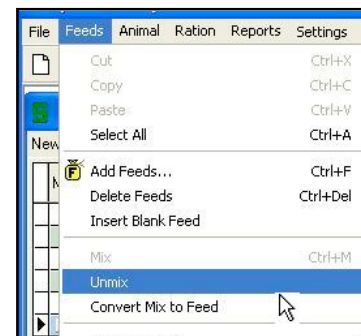 File Feeds Animal Ration Reports Settings
Cut Ctrl+X
Copy Ctrl+C
Paste Ctrl+V
Select All Ctrl+A
New
Add Feeds... Ctrl+F
Delete Feeds Ctrl+Del
Insert Blank Feed
Mix Ctrl+M
Unmix
Convert Mix to Feed